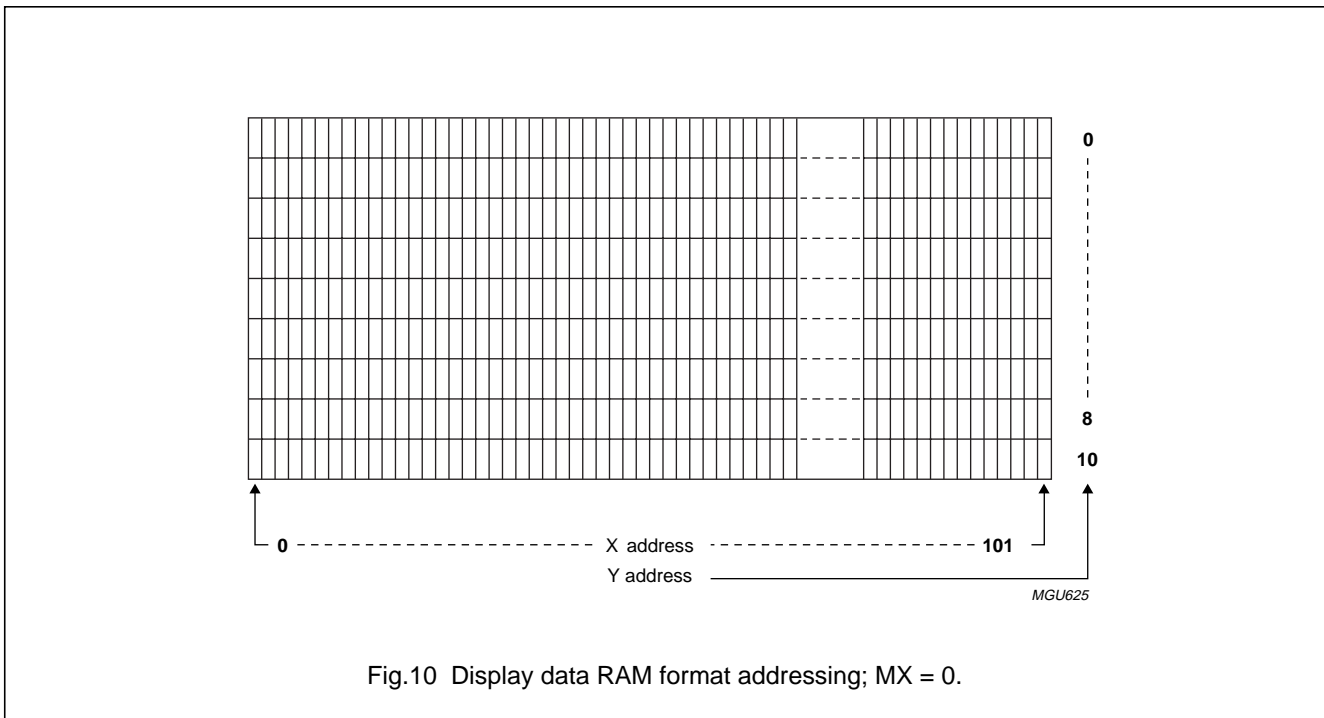 0
8
10
0 X address 101
Y address
MGU625
Fig.10 Display data RAM format addressing; MX = 0.